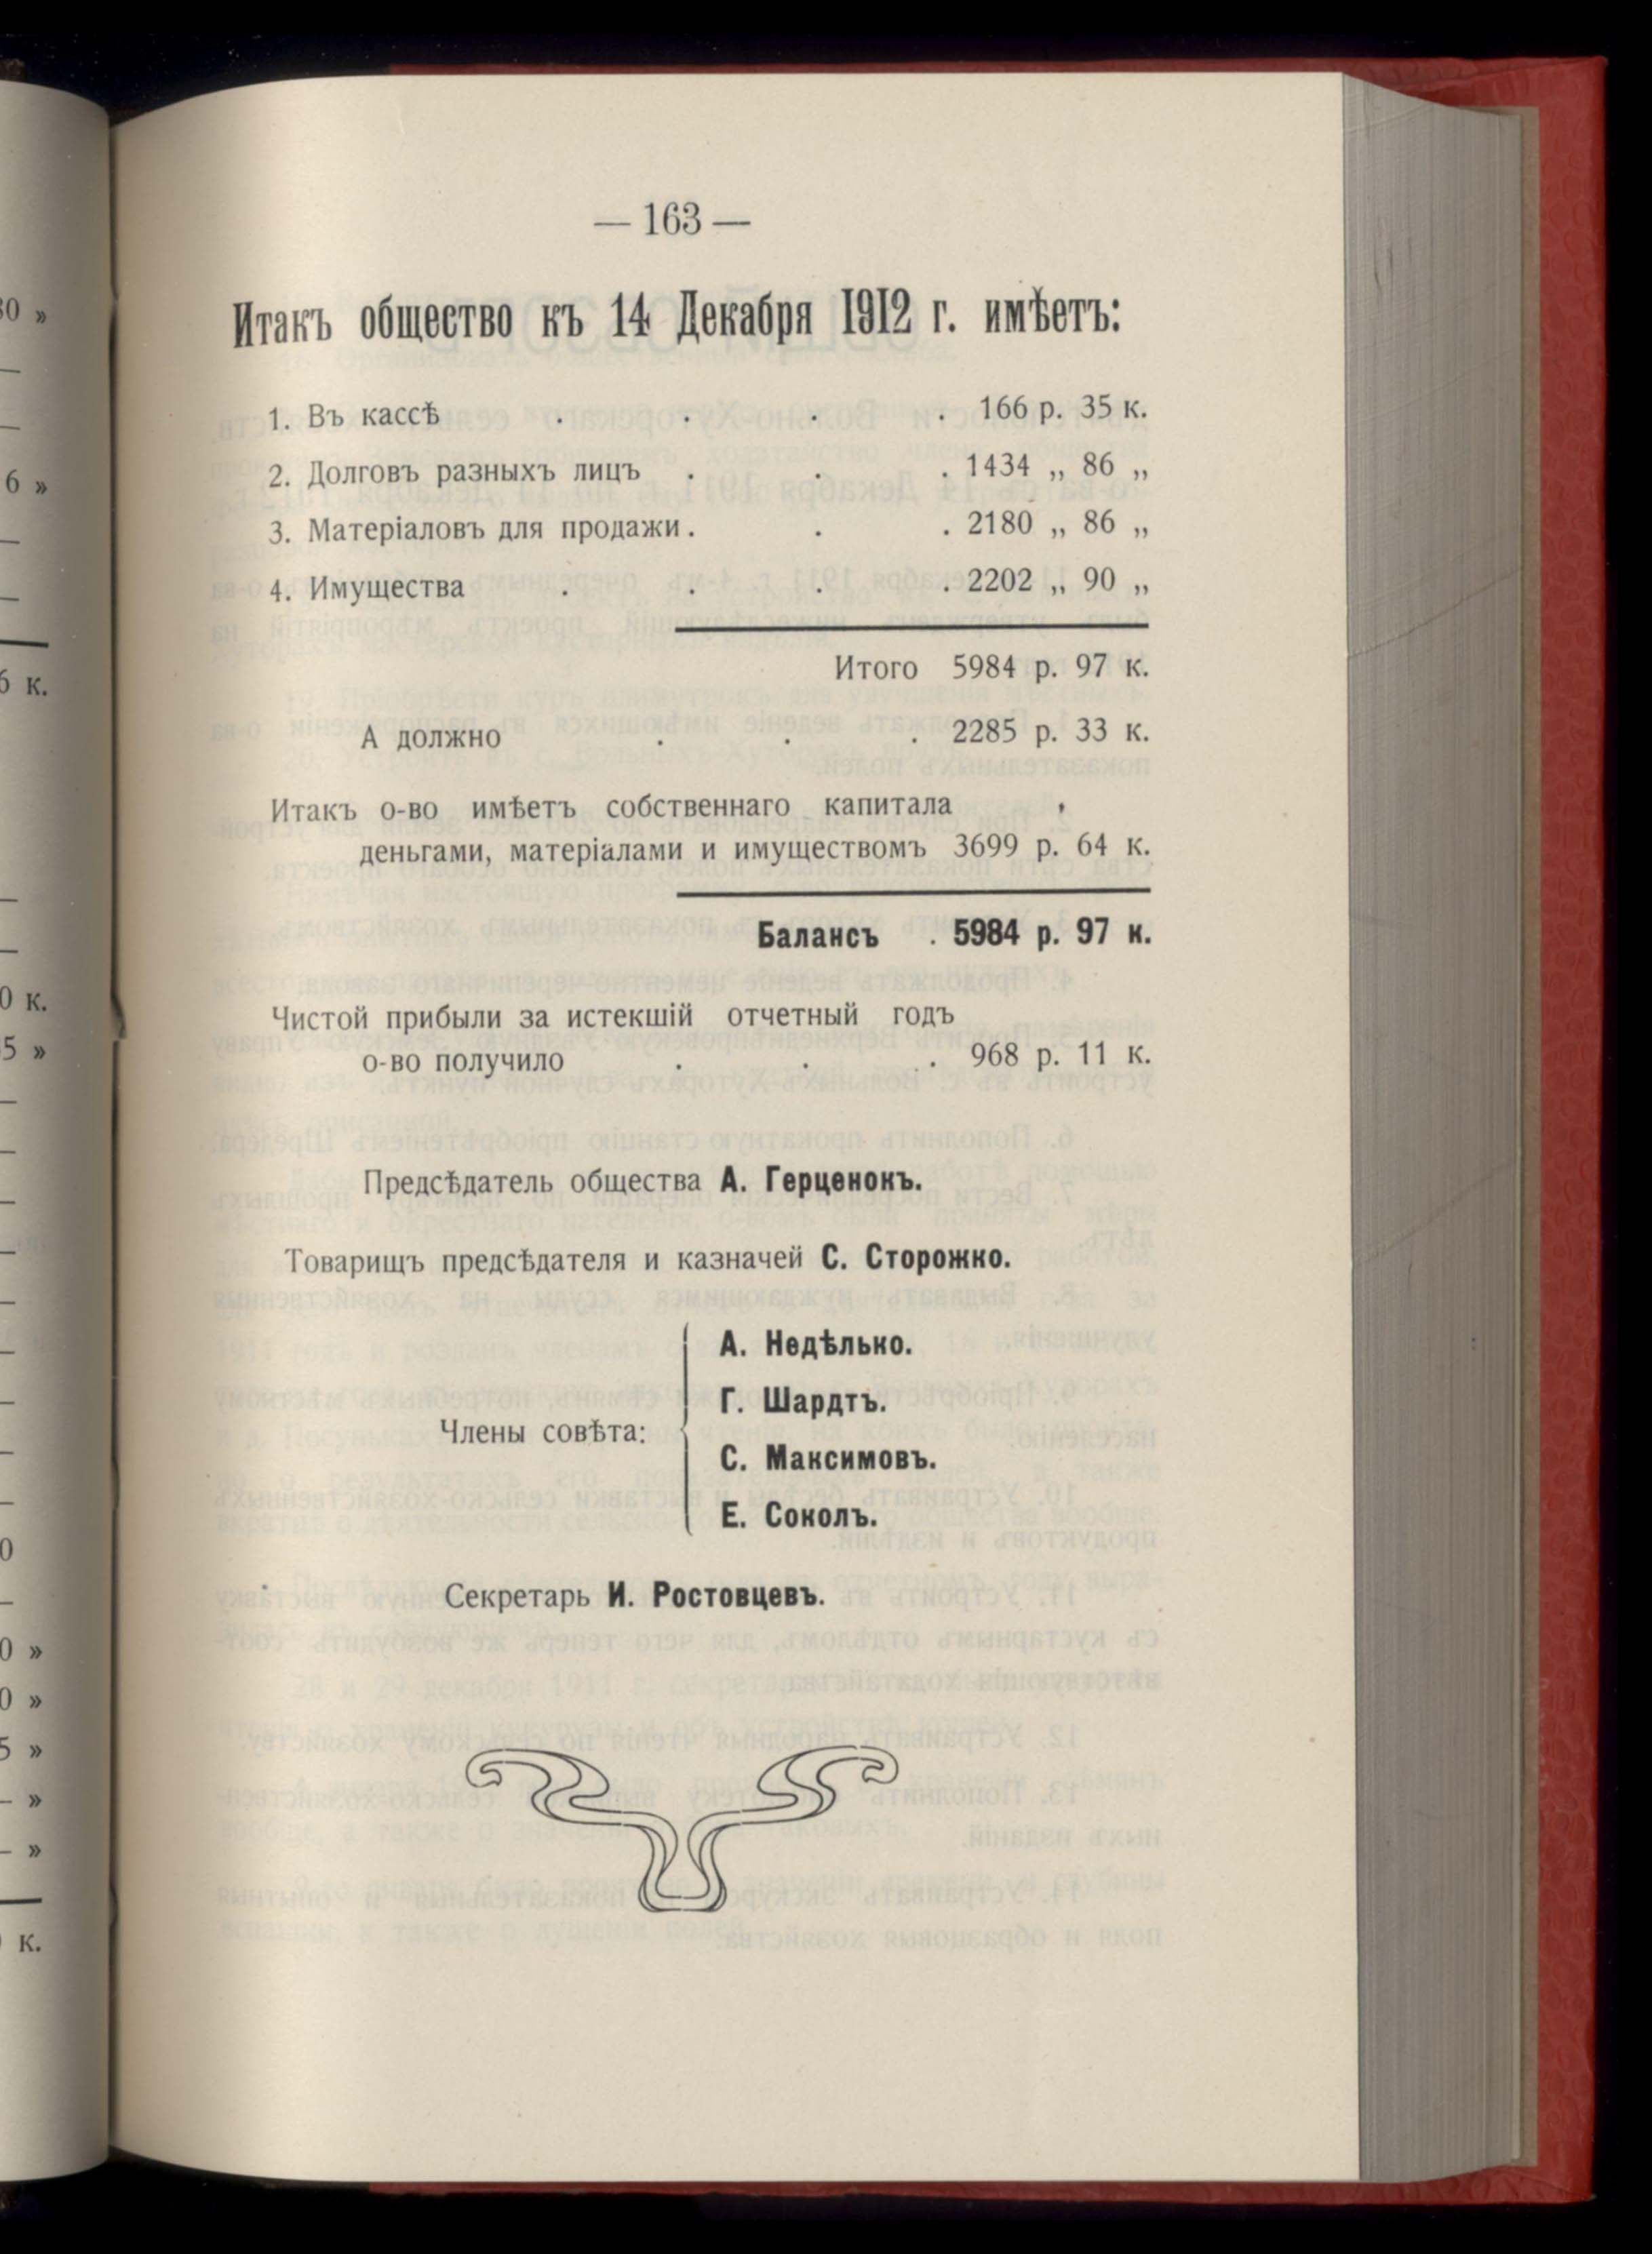 — 163 —
Итакъ общество къ 14 Декабря 1912 г. имѣетъ:
1. Въ кассѣ . . . . 166 р. 35 к.
2. Долговъ разныхъ лицъ . . . 1434 „ 86 „
3. Матеріаловъ для продажи . . . 2180 „ 86 „
4. Имущества . . . . 2202 „ 90 „
Итого 5984 р. 97 к.
А должно . . . 2285 р. 33 к.
Итакъ о-во имѣетъ собственнаго капитала
деньгами, матеріалами и имуществомъ 3699 р. 64 к.
Балансъ . 5984 р. 97 к.
Чистой прибыли за истекшій отчетный годъ
о-во получило . . . 968 р. 11 к.
Предсѣдатель общества А. Герценокъ.
Товарищъ предсѣдателя и казначей С. Сторожко.
Члены совѣта:
А. Недѣлько.
Г. Шардтъ.
С. Максимовъ.
Е. Соколъ.
Секретарь И. Ростовцевъ.